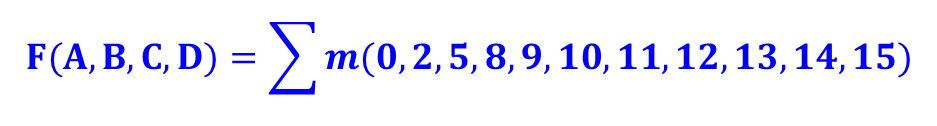 F(A, B, C, D) = ∑ m(0, 2, 5, 8, 9, 10, 11, 12, 13, 14, 15)